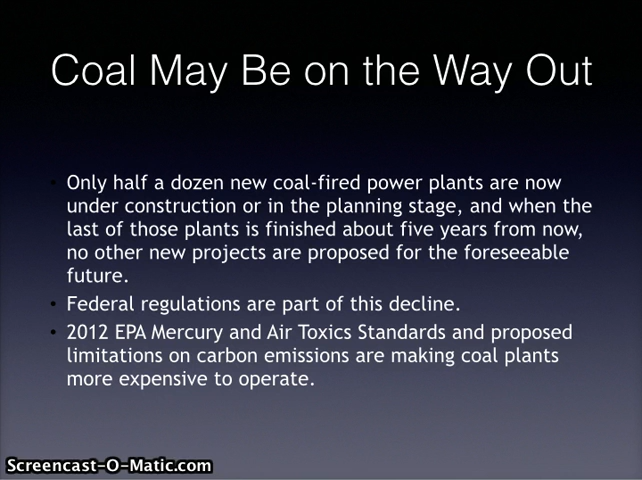 Coal May Be on the Way Out
• Only half a dozen new coal-fired power plants are now
under construction or in the planning stage, and when the
last of those plants is finished about five years from now,
no other new projects are proposed for the foreseeable
future.
• Federal regulations are part of this decline.
• 2012 EPA Mercury and Air Toxics Standards and proposed
limitations on carbon emissions are making coal plants
more expensive to operate.
Screencast-O-Matic.com